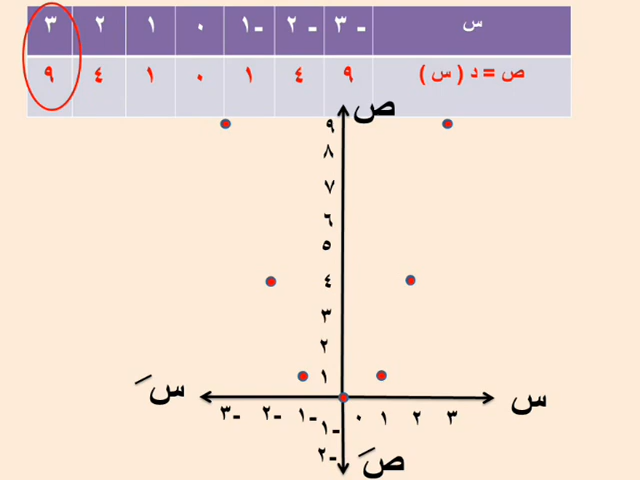 س -٣ -٢ -١ ٠ ١ ٢ ٣
ص = د ( س ) ٩ ٤ ١ ٠ ١ ٤ ٩
ص
٩
٨
٧
٦
٥
٤
٣
٢
١
س سَ
-٣ -٢ -١ ٠ ١ ٢ ٣
-١
-٢
صَ